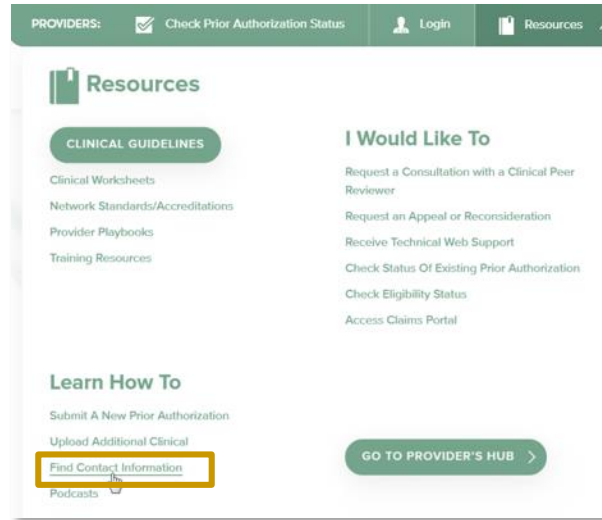 PROVIDERS:
Check Prior Authorization Status
Login
Resources
Resources
CLINICAL GUIDELINES
Clinical Worksheets
Network Standards/Accreditations
Provider Playbooks
Training Resources
I Would Like To
Request a Consultation with a Clinical Peer
Reviewer
Request an Appeal or Reconsideration
Receive Technical Web Support
Check Status Of Existing Prior Authorization
Check Eligibility Status
Access Claims Portal
Learn How To
Submit A New Prior Authorization
Upload Additional Clinical
Find Contact Information
Podcasts
GO TO PROVIDER'S HUB